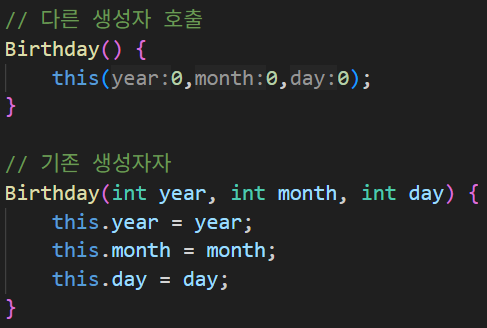 // 다른 생성자 호출
Birthday() {
this(year:0,month:0,day:0);
}
// 기존 생성자자
Birthday(int year, int month, int day) {
this.year = year;
this.month = month;
this.day = day;
}